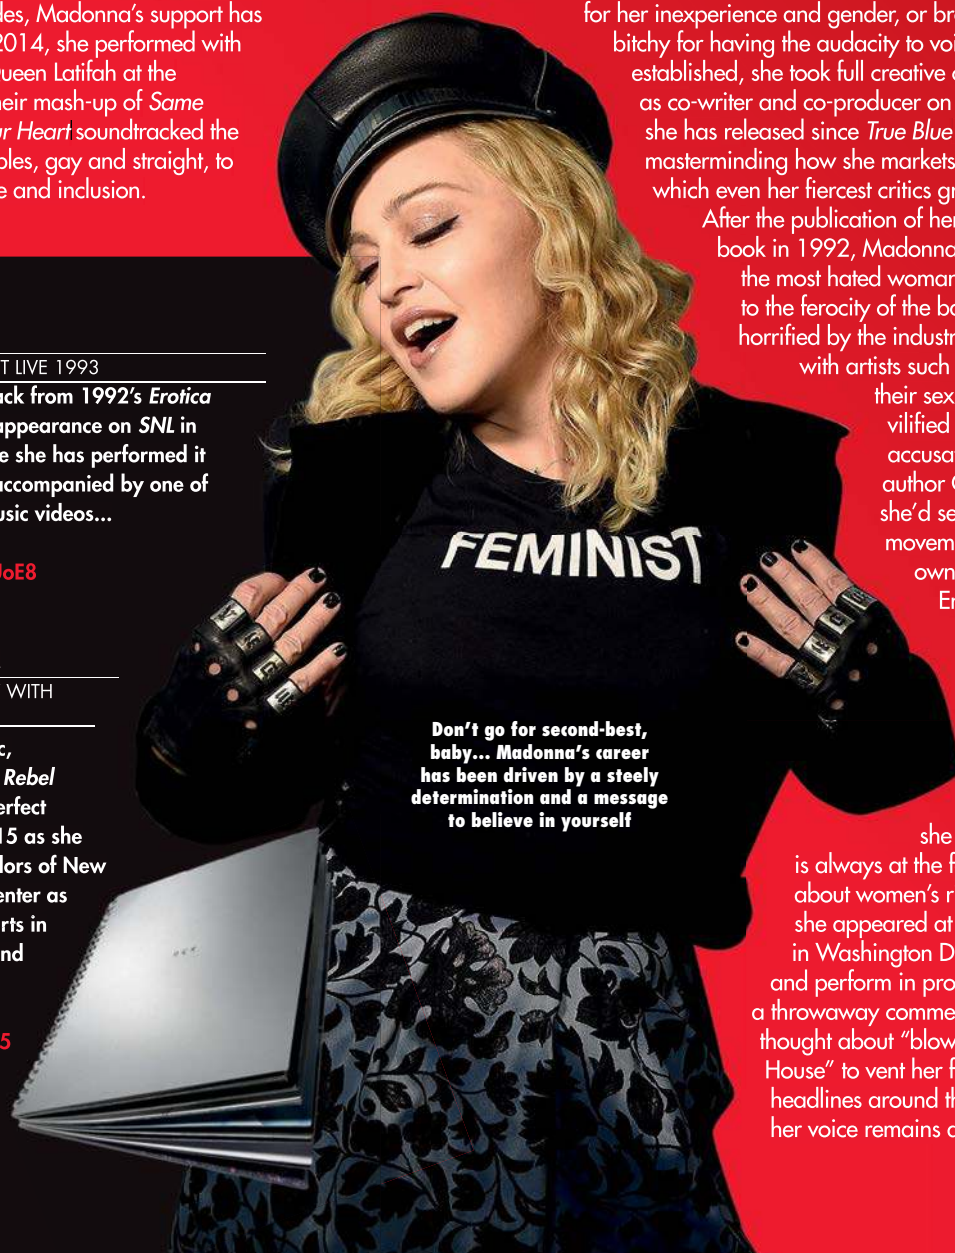 des, Madonna's support has
2014, she performed with
Queen Latifah at the
heir mash-up of Same
ur Heart soundtracked the
ples, gay and straight, to
e and inclusion.
T LIVE 1993
ack from 1992's Erotica
appearance on SNL in
e she has performed it
accompanied by one of
usic videos...
JoE8
WITH
c,
Rebel
erfect
15 as she
lors of New
enter as
rts in
nd
5
FEMINIST
Don't go for second-best,
baby... Madonna's career
has been driven by a steely
determination and a message
to believe in yourself
SEX
for her inexperience and gender, or br
bitchy for having the audacity to voi
established, she took full creative
as co-writer and co-producer on
she has released since True Blue
masterminding how she markets
which even her fiercest critics gr
After the publication of her
book in 1992, Madonna
the most hated woman
to the ferocity of the ba
horrified by the industr
with artists such
their sex
vilified
accusa
author
she'd se
movem
own
Er
she
is always at the f
about women's r
she appeared at
in Washington D
and perform in pro
a throwaway comme
thought about "blow
House" to vent her f
headlines around th
her voice remains